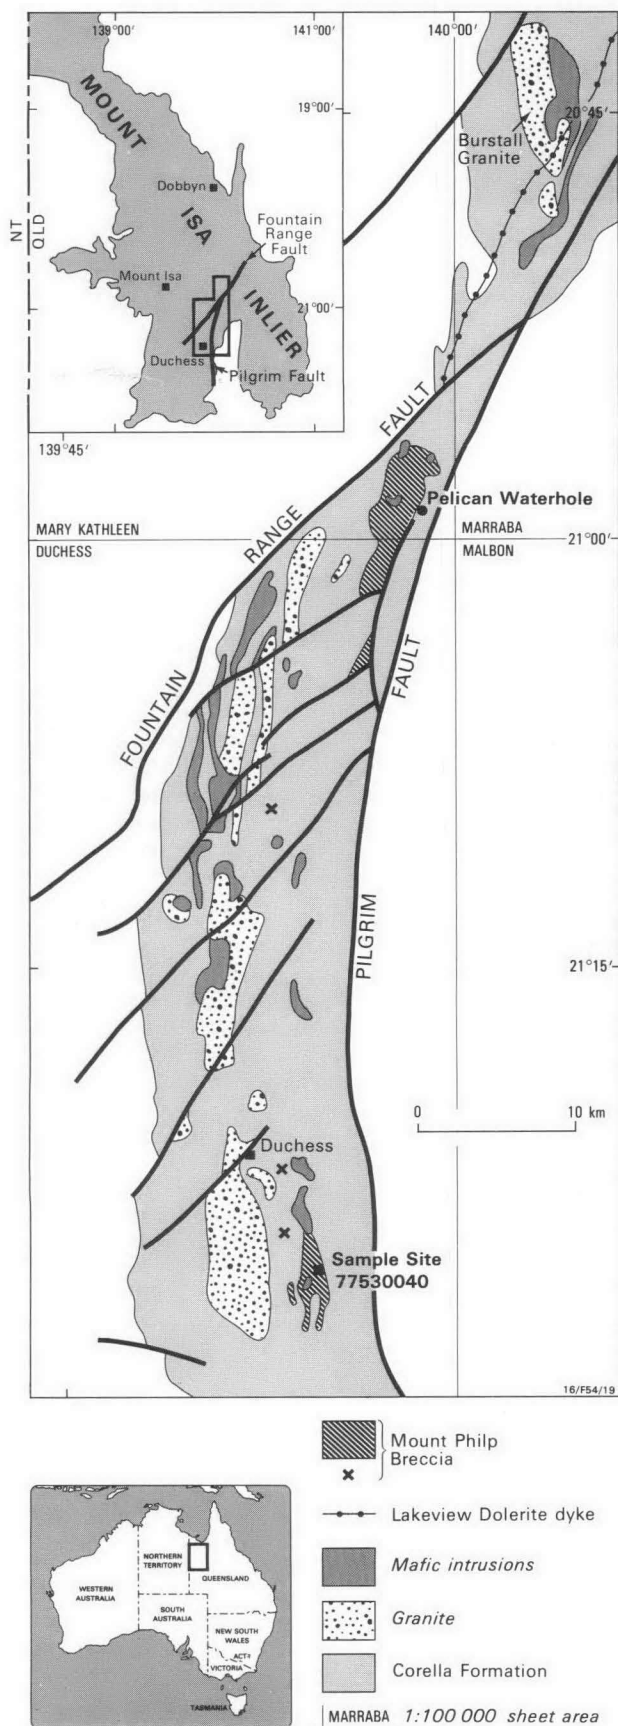 139°00′
141°00′
140°00′
19°00′
20°45′
MOUNT
ISA
INLIER
Burstall
Granite
Dobbyn
NT
QLD
Fountain
Range
Fault
Mount Isa
21°00′
Duchess
Pilgrim Fault
139°45′
FOUNTAIN
RANGE
FAULT
Pelican Waterhole
MARY KATHLEEN
MARRABA
DUCHESS
MALBON
21°00′
PILGRIM
FAULT
21°15′
0
10 km
Duchess
Sample Site
77530040
16/F54/19
Mount Philp
Breccia
Lakeview Dolerite dyke
Mafic intrusions
Granite
Corella Formation
MARRABA 1:100 000 sheet area
NORTHERN
TERRITORY
QUEENSLAND
WESTERN
AUSTRALIA
SOUTH
AUSTRALIA
NEW SOUTH
WALES
ACT
VICTORIA
TASMANIA